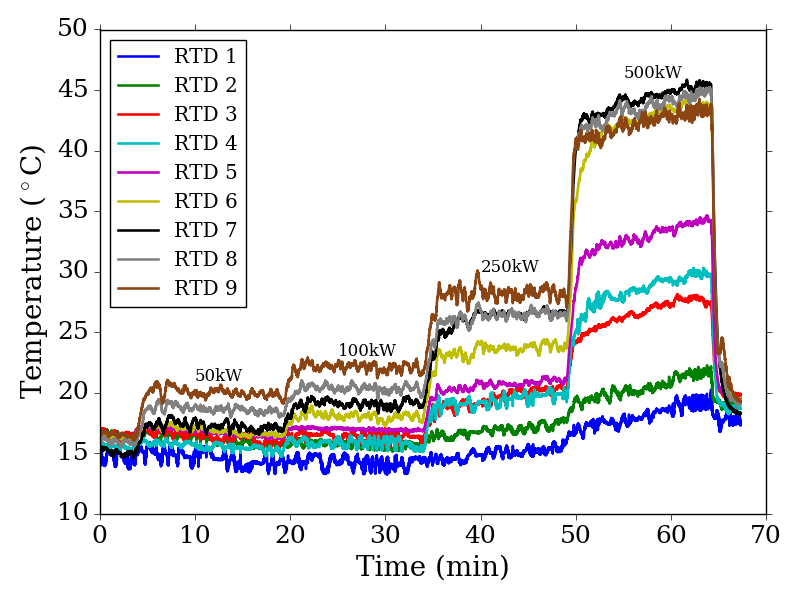 50
45
40
35
30
25
20
15
10
Temperature (°C)
RTD 1
RTD 2
RTD 3
RTD 4
RTD 5
RTD 6
RTD 7
RTD 8
RTD 9
50kW
100kW
250kW
500kW
0 10 20 30 40 50 60 70
Time (min)